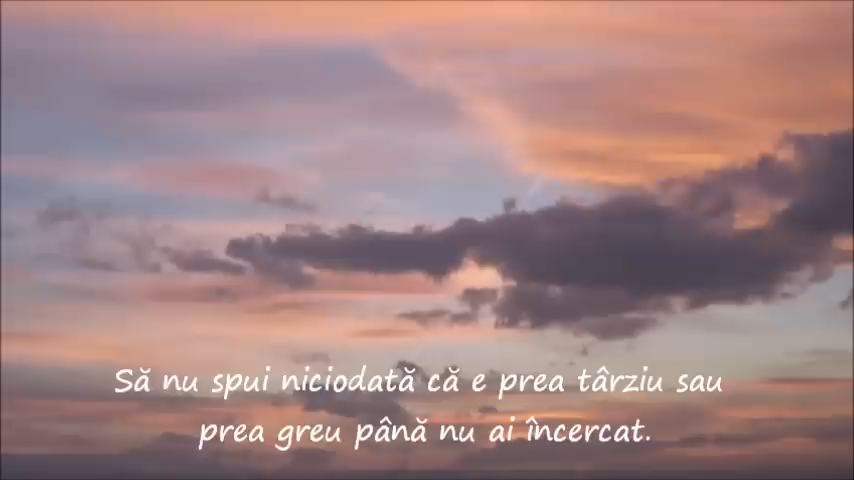 Să nu spui niciodată că e prea târziu sau
prea greu până nu ai încercat.